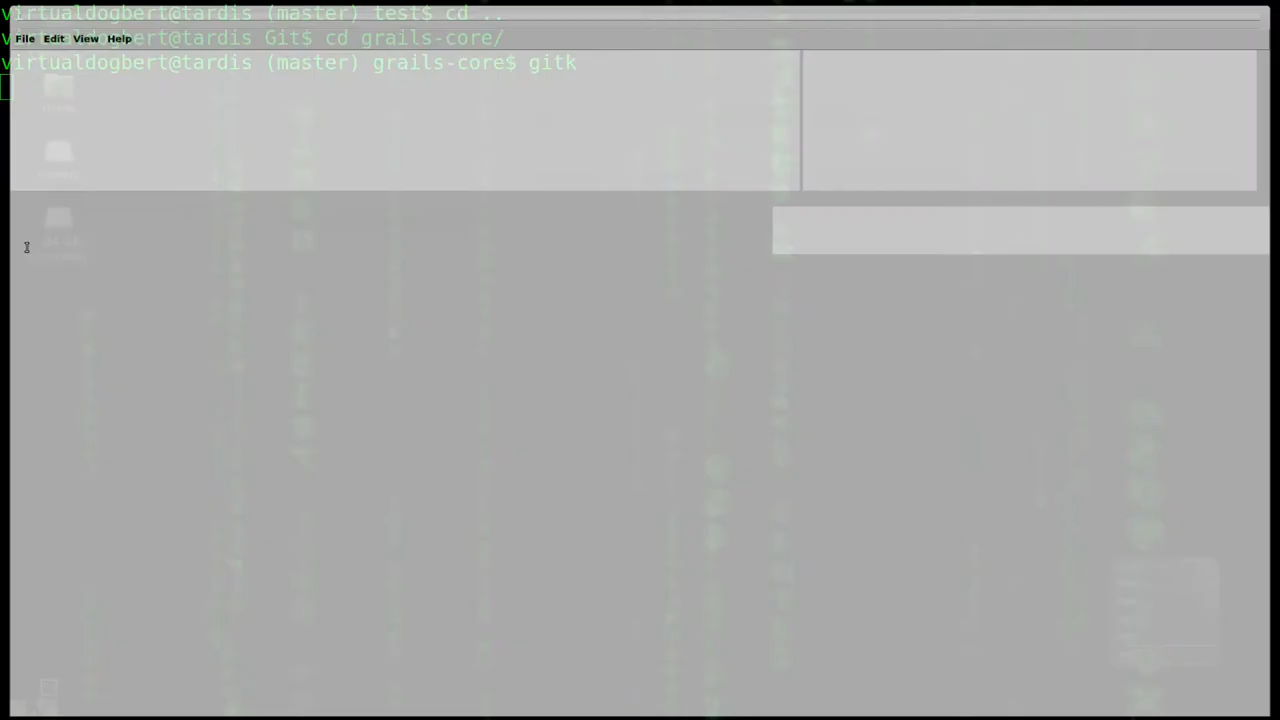 virtualdogbert@tardis (master) test$ cd ..
virtualdogbert@tardis Git$ cd grails-core/
File Edit View Help
virtualdogbert@tardis (master) grails-core$ gitk